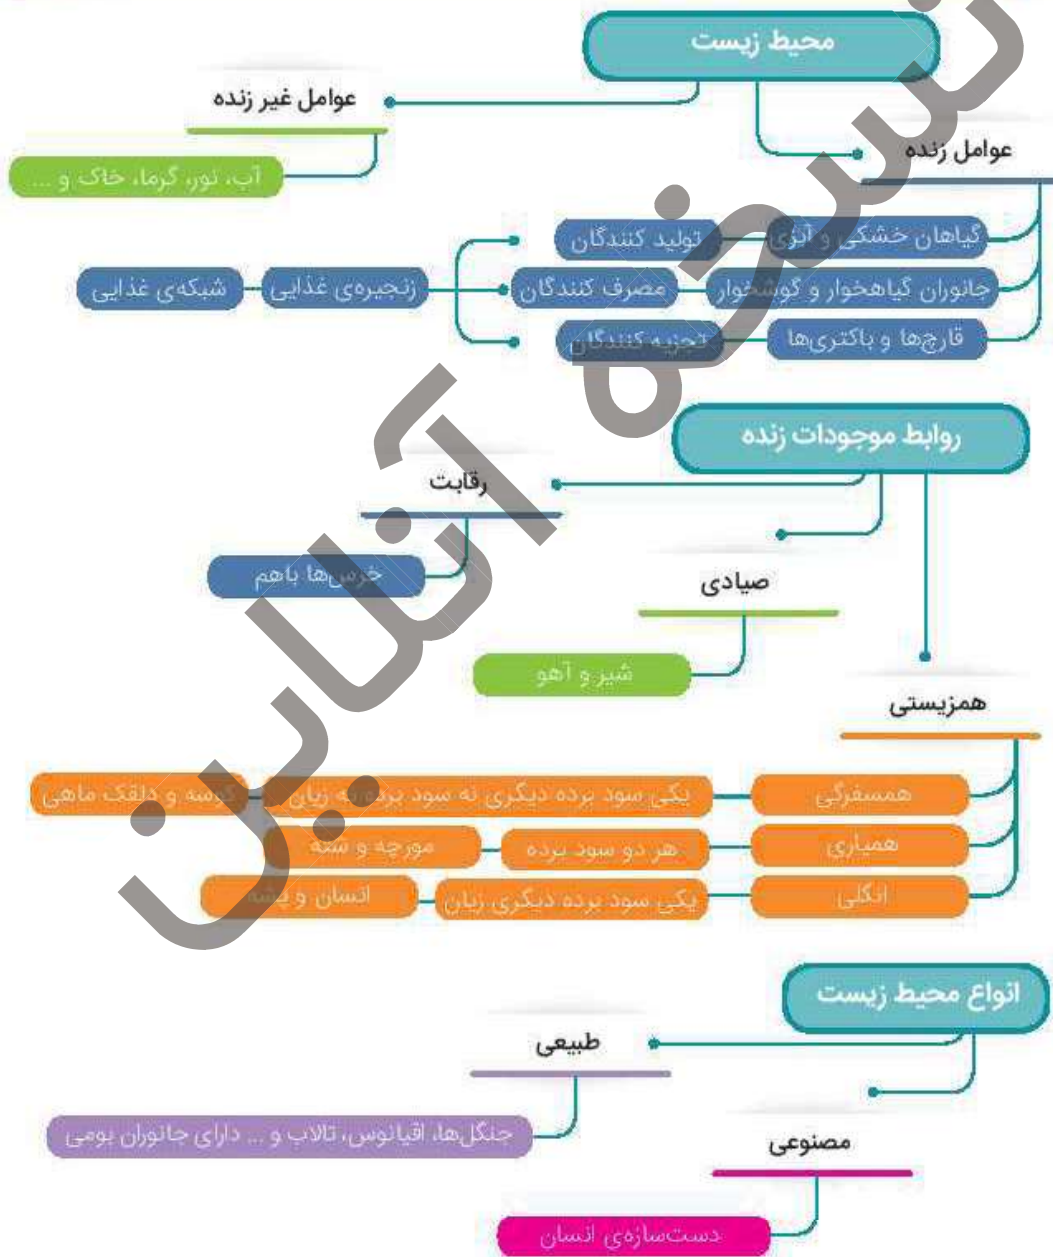 محیط زیست
عوامل غیر زنده
آب، نور، گرما، خاک و ...
عوامل زنده
گیاهان خشکی و آبزی
تولید کنندگان
جانوران گیاهخوار و گوشتخوار
مصرف کنندگان
قارچ‌ها و باکتری‌ها
تجزیه کنندگان
زنجیره‌ی غذایی
شبکه‌ی غذایی
روابط موجودات زنده
رقابت
خرس‌ها باهم
صیادی
شیر و آهو
همزیستی
همسفرگی
یکی سود برده دیگری نه سود برده نه زیان
کوسه و دلقک ماهی
همیاری
هر دو سود برده
مورچه و شته
انگلی
یکی سود برده دیگری زیان
انسان و پشه
انواع محیط زیست
طبیعی
جنگل‌ها، اقیانوس، تالاب و ... دارای جانوران بومی
مصنوعی
دست‌سازه‌ی انسان
نسخه آنلاین